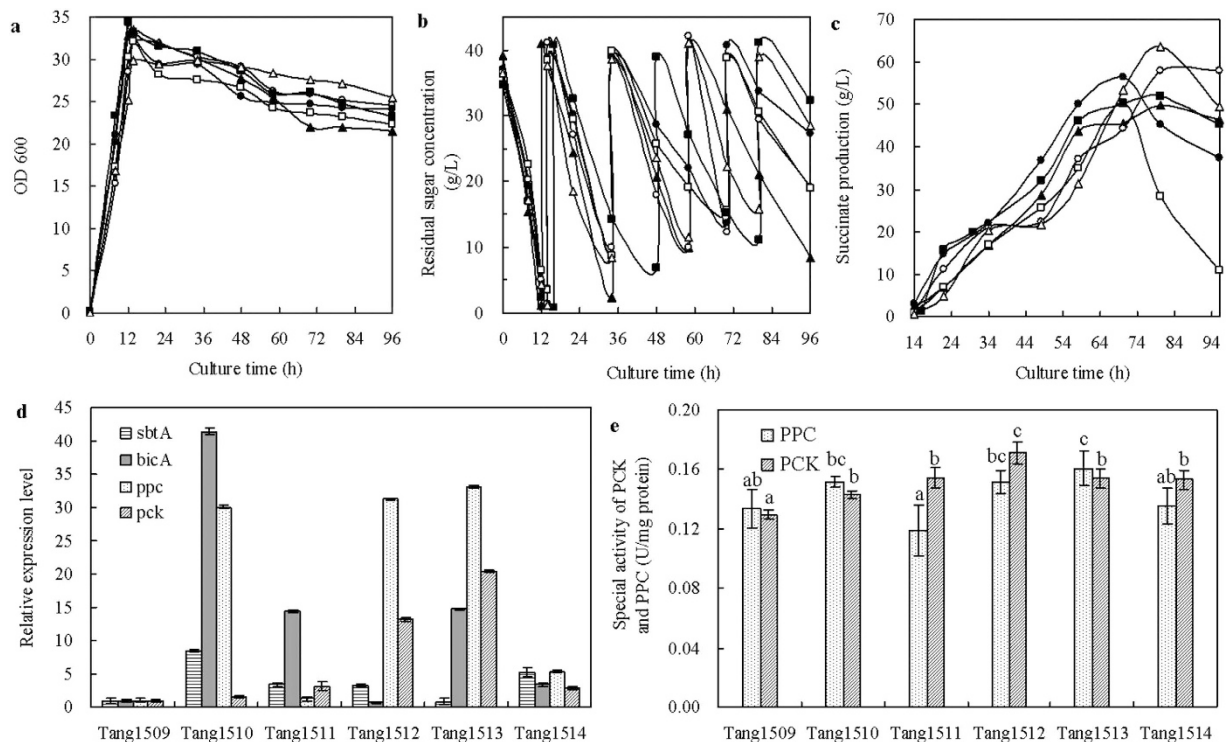 a
35
30
25
20
15
10
5
0
OD 600
0 12 24 36 48 60 72 84 96
Culture time (h)
b
40
30
20
10
0
Residual sugar concentration
(g/L)
0 12 24 36 48 60 72 84 96
Culture time (h)
c
70
60
50
40
30
20
10
0
Succinate production (g/L)
14 24 34 44 54 64 74 84 94
Culture time (h)
d
45
40
35
30
25
20
15
10
5
0
Relative expression level
sbtA
bicA
ppc
pck
Tang1509 Tang1510 Tang1511 Tang1512 Tang1513 Tang1514
e
0.20
0.16
0.12
0.08
0.04
0.00
Special activity of PCK
and PPC (U/mg protein)
PPC
PCK
ab a bc b a b bc c c b ab b
Tang1509 Tang1510 Tang1511 Tang1512 Tang1513 Tang1514